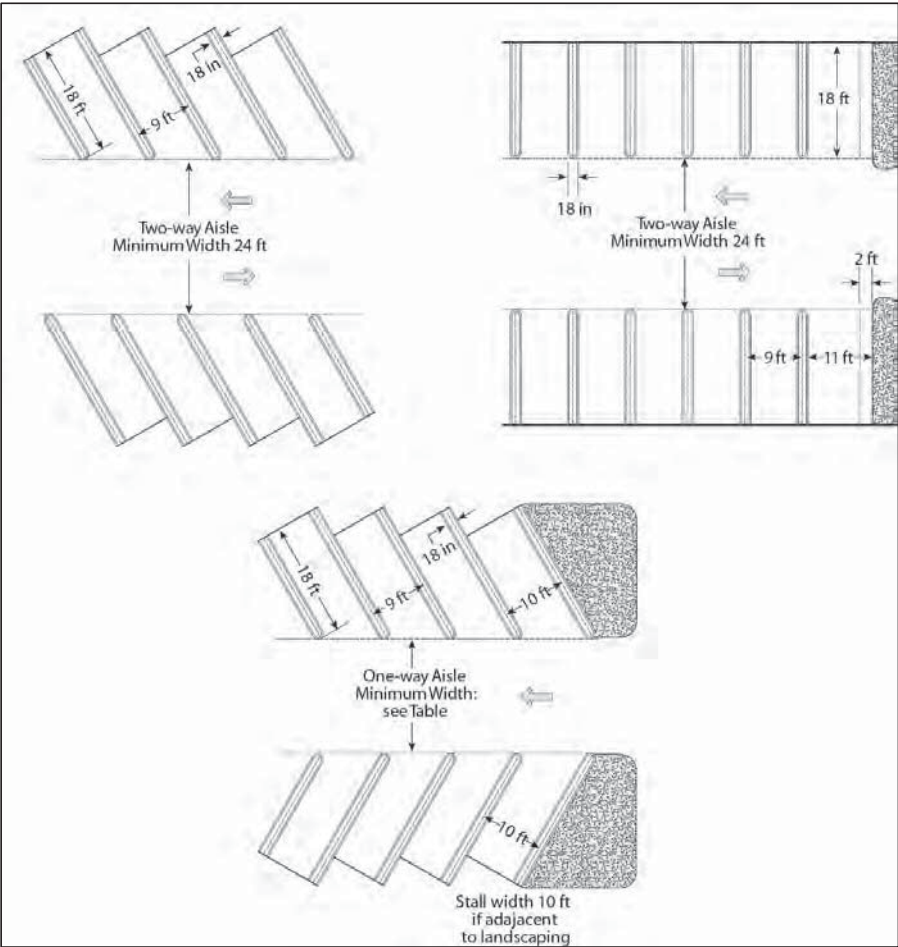 18 ft
9 ft
18 in
Two-way Aisle
Minimum Width 24 ft
18 ft
18 in
Two-way Aisle
Minimum Width 24 ft
2 ft
9 ft
11 ft
18 ft
9 ft
18 in
10 ft
One-way Aisle
Minimum Width:
see Table
10 ft
Stall width 10 ft
if adajacent
to landscaping